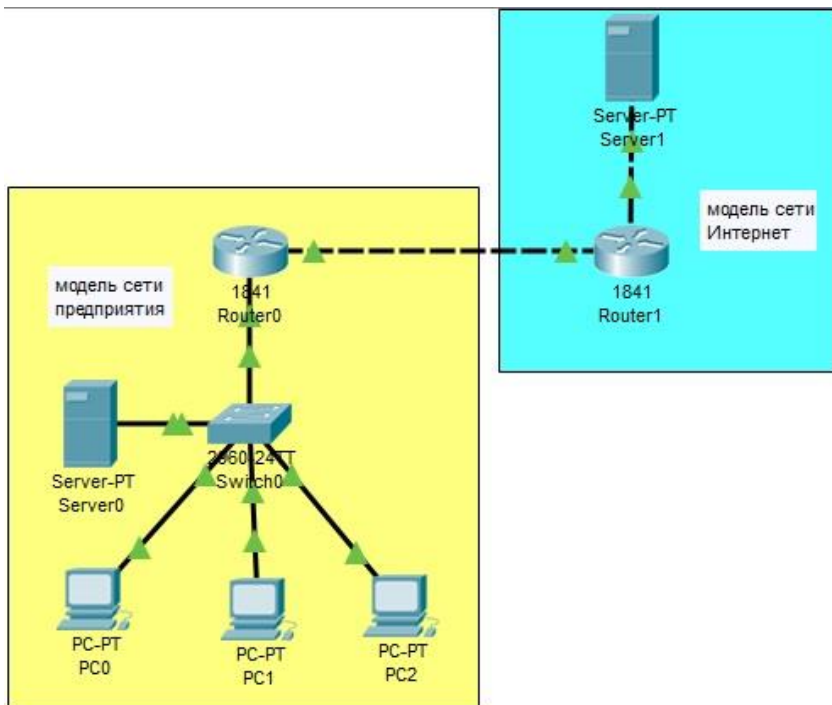 Server-PT
Server1
модель сети
Интернет
1841
Router1
1841
Router0
модель сети
предприятия
2960-24TT
Switch0
Server-PT
Server0
PC-PT
PC0
PC-PT
PC1
PC-PT
PC2